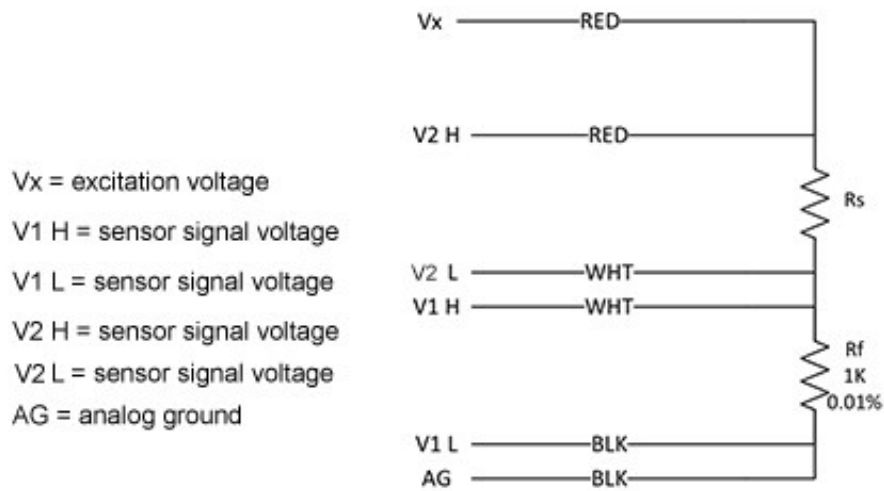 Vx = excitation voltage
V1 H = sensor signal voltage
V1 L = sensor signal voltage
V2 H = sensor signal voltage
V2 L = sensor signal voltage
AG = analog ground
Vx RED
V2 H RED
Rs
V2 L WHT
V1 H WHT
Rf
1K
0.01%
V1 L BLK
AG BLK